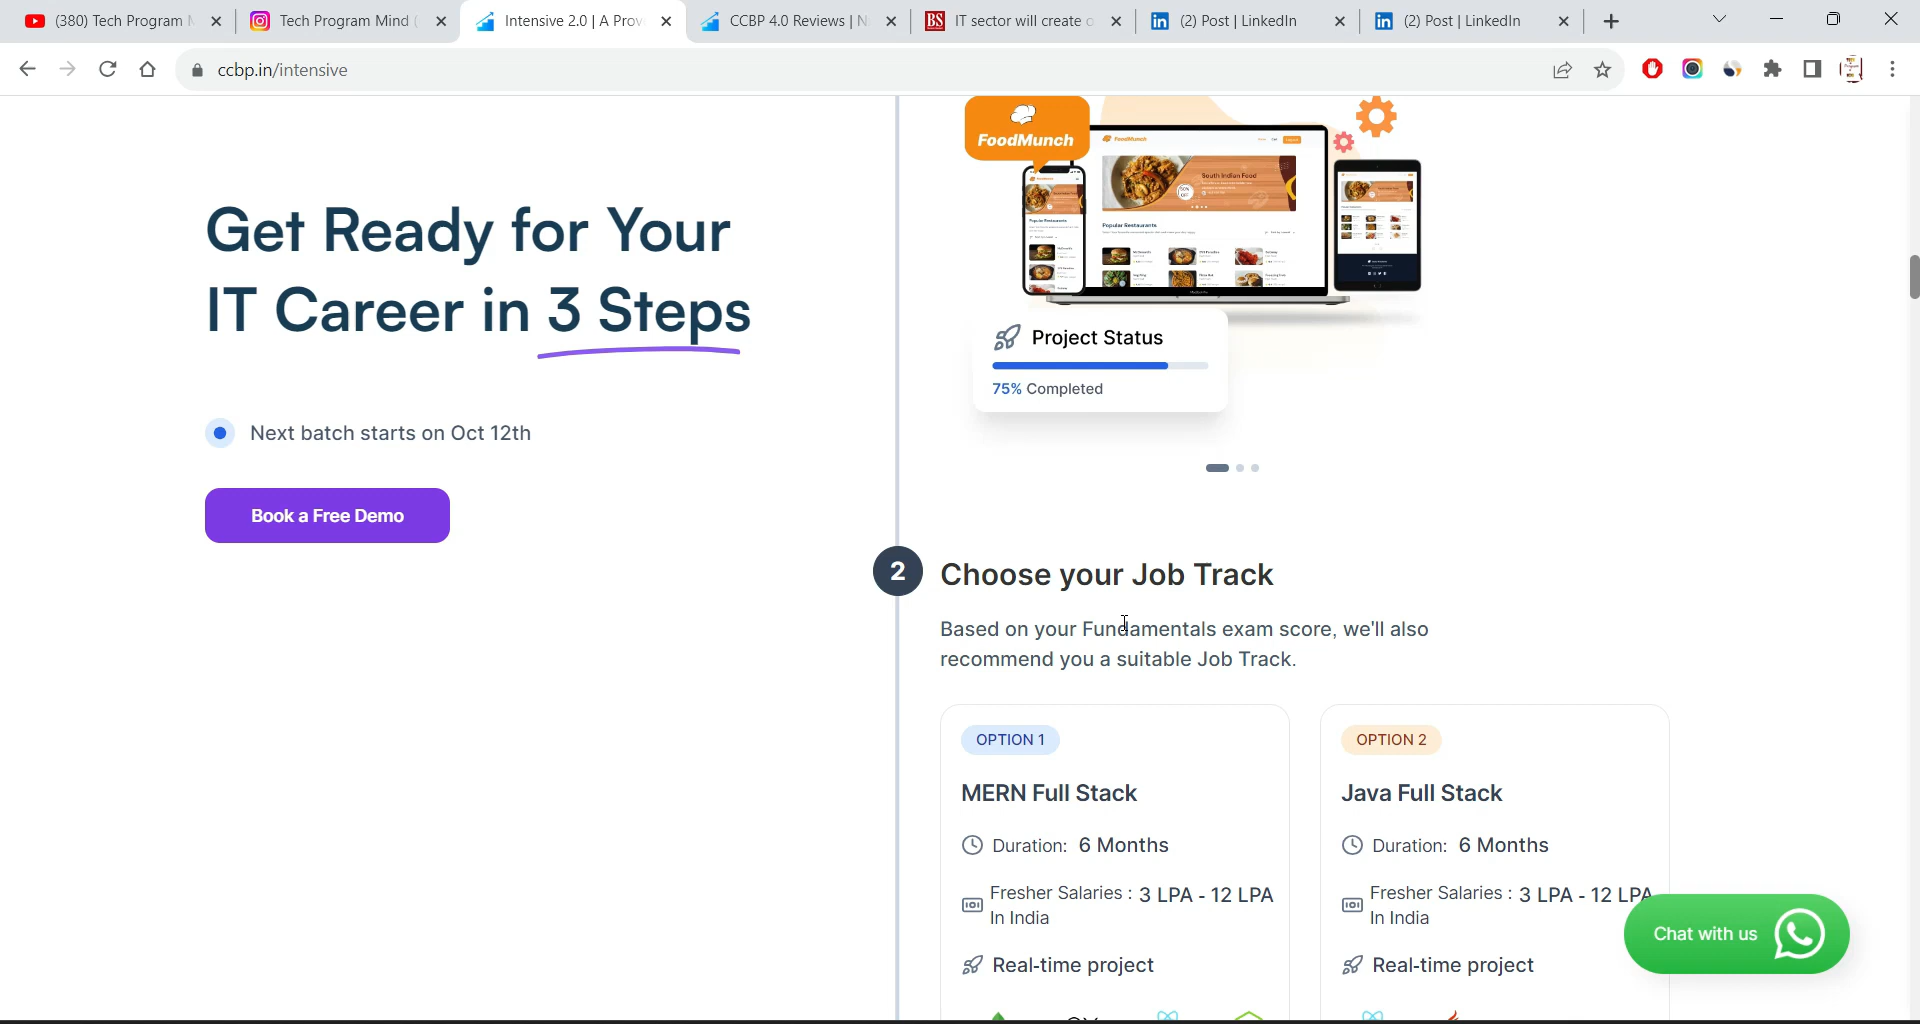 (380) Tech Program M
Tech Program Mind (
Intensive 2.0 | A Prov
CCBP 4.0 Reviews | N
BS
IT sector will create o
in
(2) Post | LinkedIn
in
(2) Post | LinkedIn
ccbp.in/intensive
FoodMunch
FoodMunch
South Indian Food
Popular Restaurants
Get Ready for Your
IT Career in 3 Steps
Next batch starts on Oct 12th
Book a Free Demo
Project Status
75% Completed
2
Choose your Job Track
Based on your Fundamentals exam score, we'll also
recommend you a suitable Job Track.
OPTION 1
MERN Full Stack
Duration: 6 Months
Fresher Salaries : 3 LPA - 12 LPA
In India
Real-time project
OPTION 2
Java Full Stack
Duration: 6 Months
Fresher Salaries : 3 LPA - 12 LPA
In India
Real-time project
Chat with us